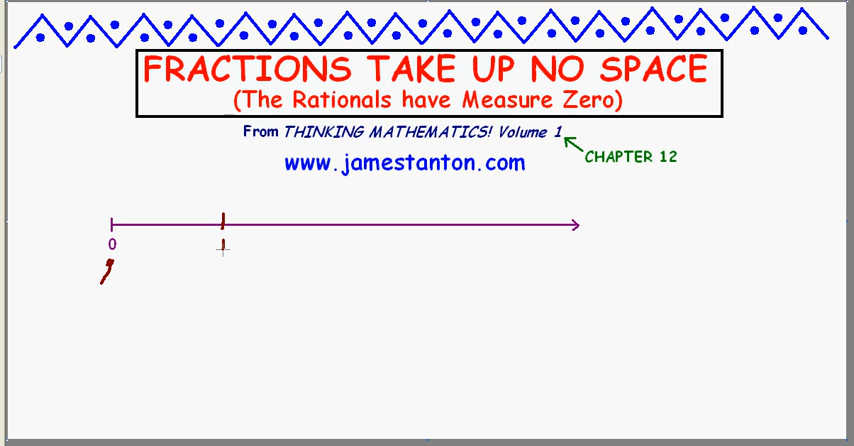 FRACTIONS TAKE UP NO SPACE
(The Rationals have Measure Zero)
From THINKING MATHEMATICS! Volume 1
CHAPTER 12
www.jamestanton.com
0 1